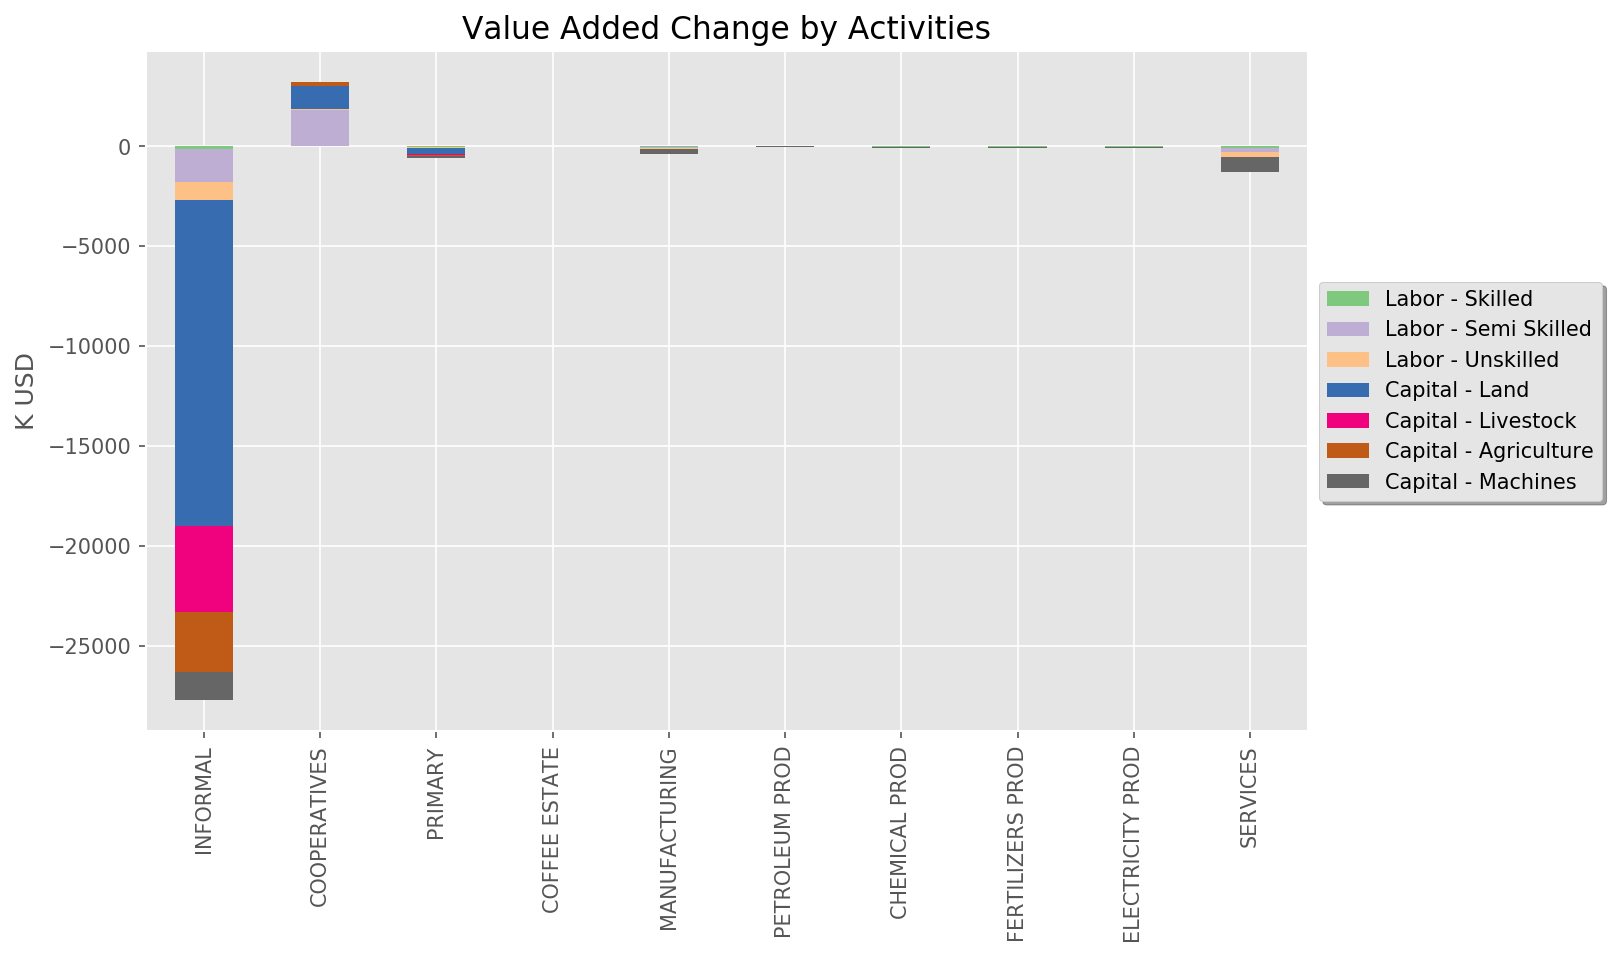 Value Added Change by Activities
K USD
0
−5000
−10000
−15000
−20000
−25000
INFORMAL
COOPERATIVES
PRIMARY
COFFEE ESTATE
MANUFACTURING
PETROLEUM PROD
CHEMICAL PROD
FERTILIZERS PROD
ELECTRICITY PROD
SERVICES
Labor - Skilled
Labor - Semi Skilled
Labor - Unskilled
Capital - Land
Capital - Livestock
Capital - Agriculture
Capital - Machines